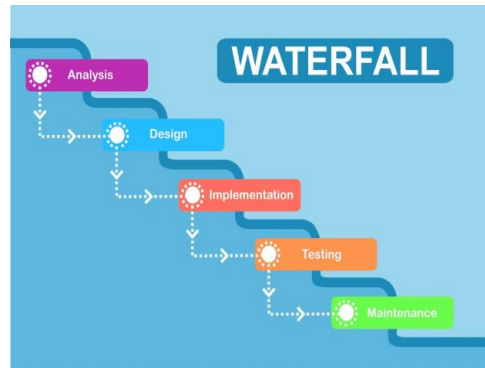 WATERFALL
Analysis
Design
Implementation
Testing
Maintenance